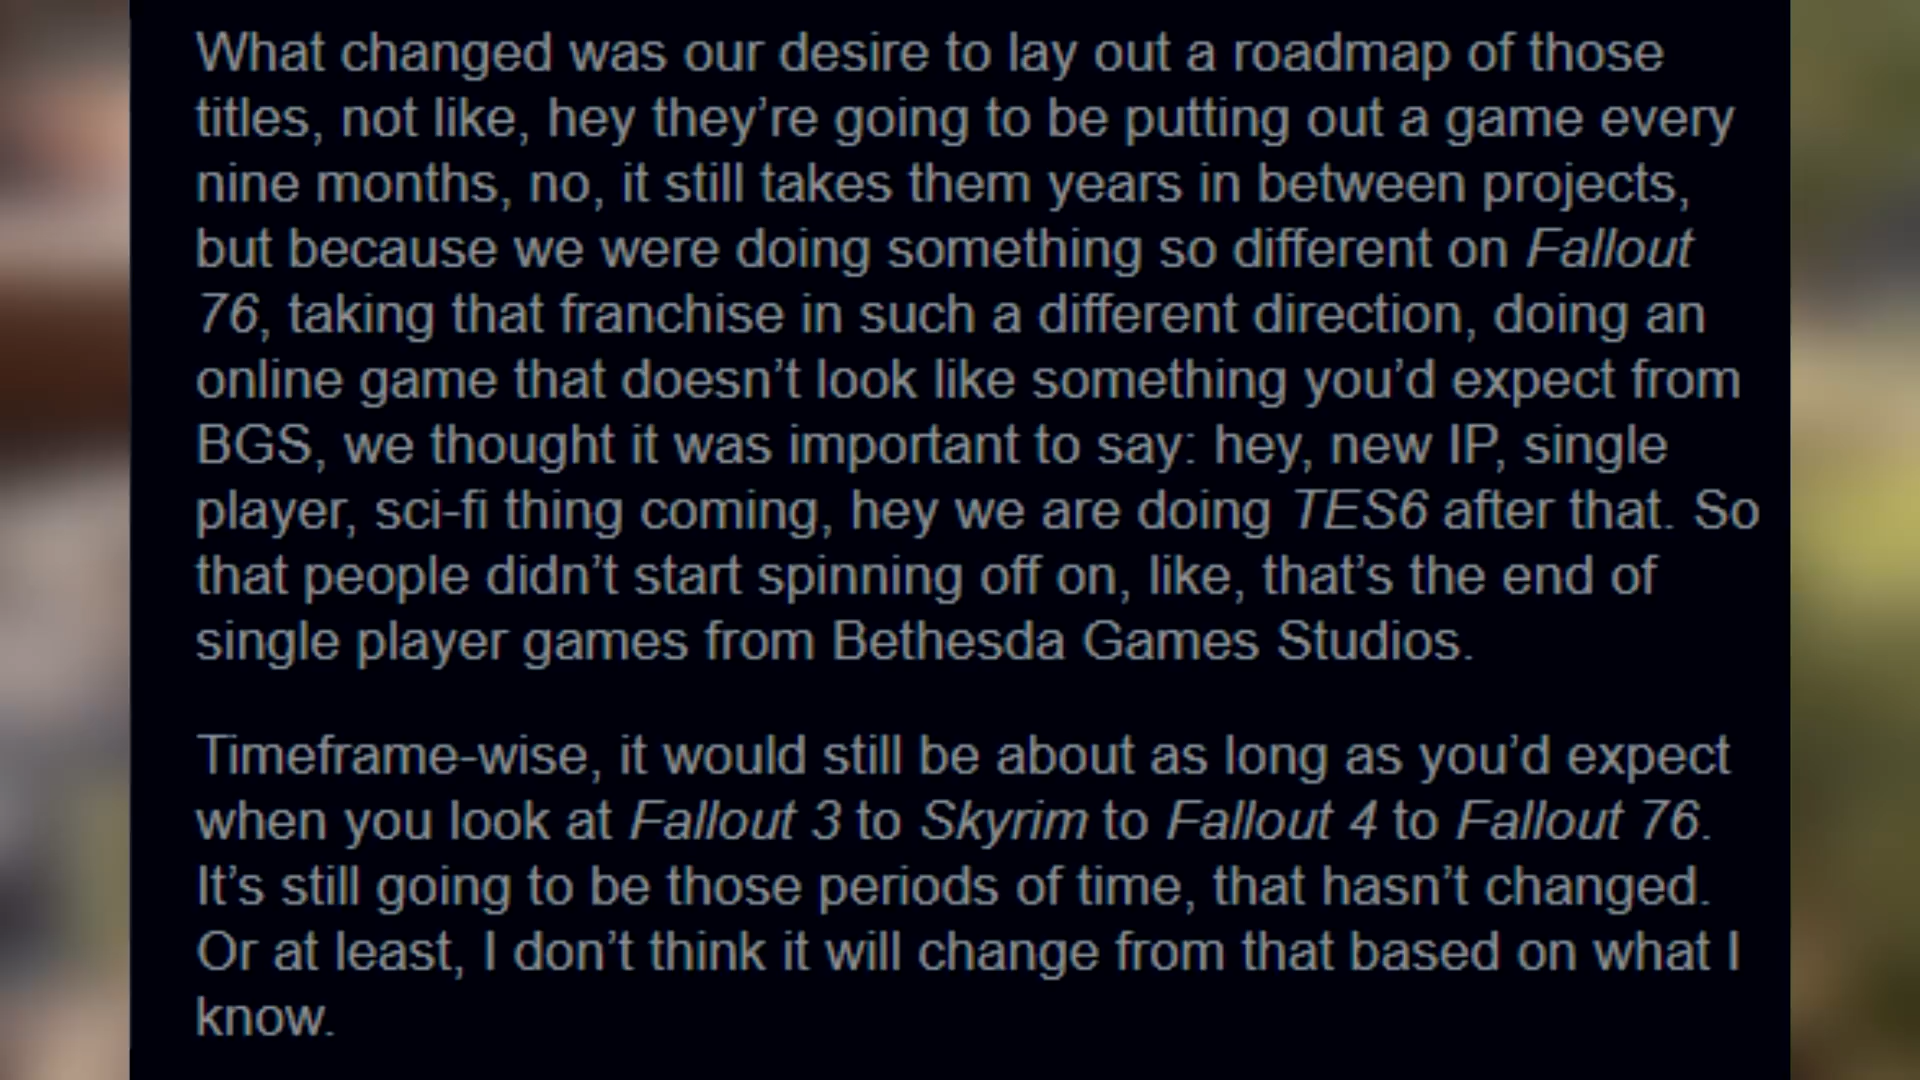 What changed was our desire to lay out a roadmap of those
titles, not like, hey they’re going to be putting out a game every
nine months, no, it still takes them years in between projects,
but because we were doing something so different on Fallout
76, taking that franchise in such a different direction, doing an
online game that doesn’t look like something you’d expect from
BGS, we thought it was important to say: hey, new IP, single
player, sci-fi thing coming, hey we are doing TES6 after that. So
that people didn’t start spinning off on, like, that’s the end of
single player games from Bethesda Games Studios.
Timeframe-wise, it would still be about as long as you’d expect
when you look at Fallout 3 to Skyrim to Fallout 4 to Fallout 76.
It’s still going to be those periods of time, that hasn’t changed.
Or at least, I don’t think it will change from that based on what I
know.